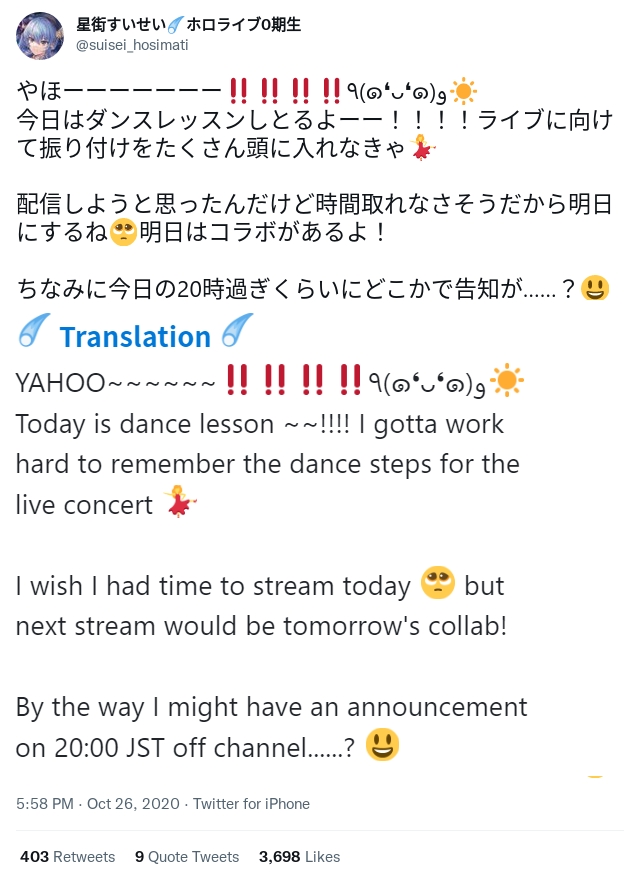 星街すいせい☄️ホロライブ0期生
@suisei_hosimati
やほーーーーーーー‼️‼️‼️‼️٩(๑❛ᴗ❛๑)و☀️
今日はダンスレッスンしとるよーー！！！！ライブに向け
て振り付けをたくさん頭に入れなきゃ💃
配信しようと思ったんだけど時間取れなさそうだから明日
にするね🥺明日はコラボがあるよ！
ちなみに今日の20時過ぎくらいにどこかで告知が......？😃
☄️ Translation ☄️
YAHOO~~~~~~ ‼️ ‼️ ‼️ ‼️ ٩(๑❛ᴗ❛๑)و☀️
Today is dance lesson ~~!!!! I gotta work
hard to remember the dance steps for the
live concert 💃
I wish I had time to stream today 🥺 but
next stream would be tomorrow's collab!
By the way I might have an announcement
on 20:00 JST off channel......? 😃
5:58 PM · Oct 26, 2020 · Twitter for iPhone
403 Retweets 9 Quote Tweets 3,698 Likes